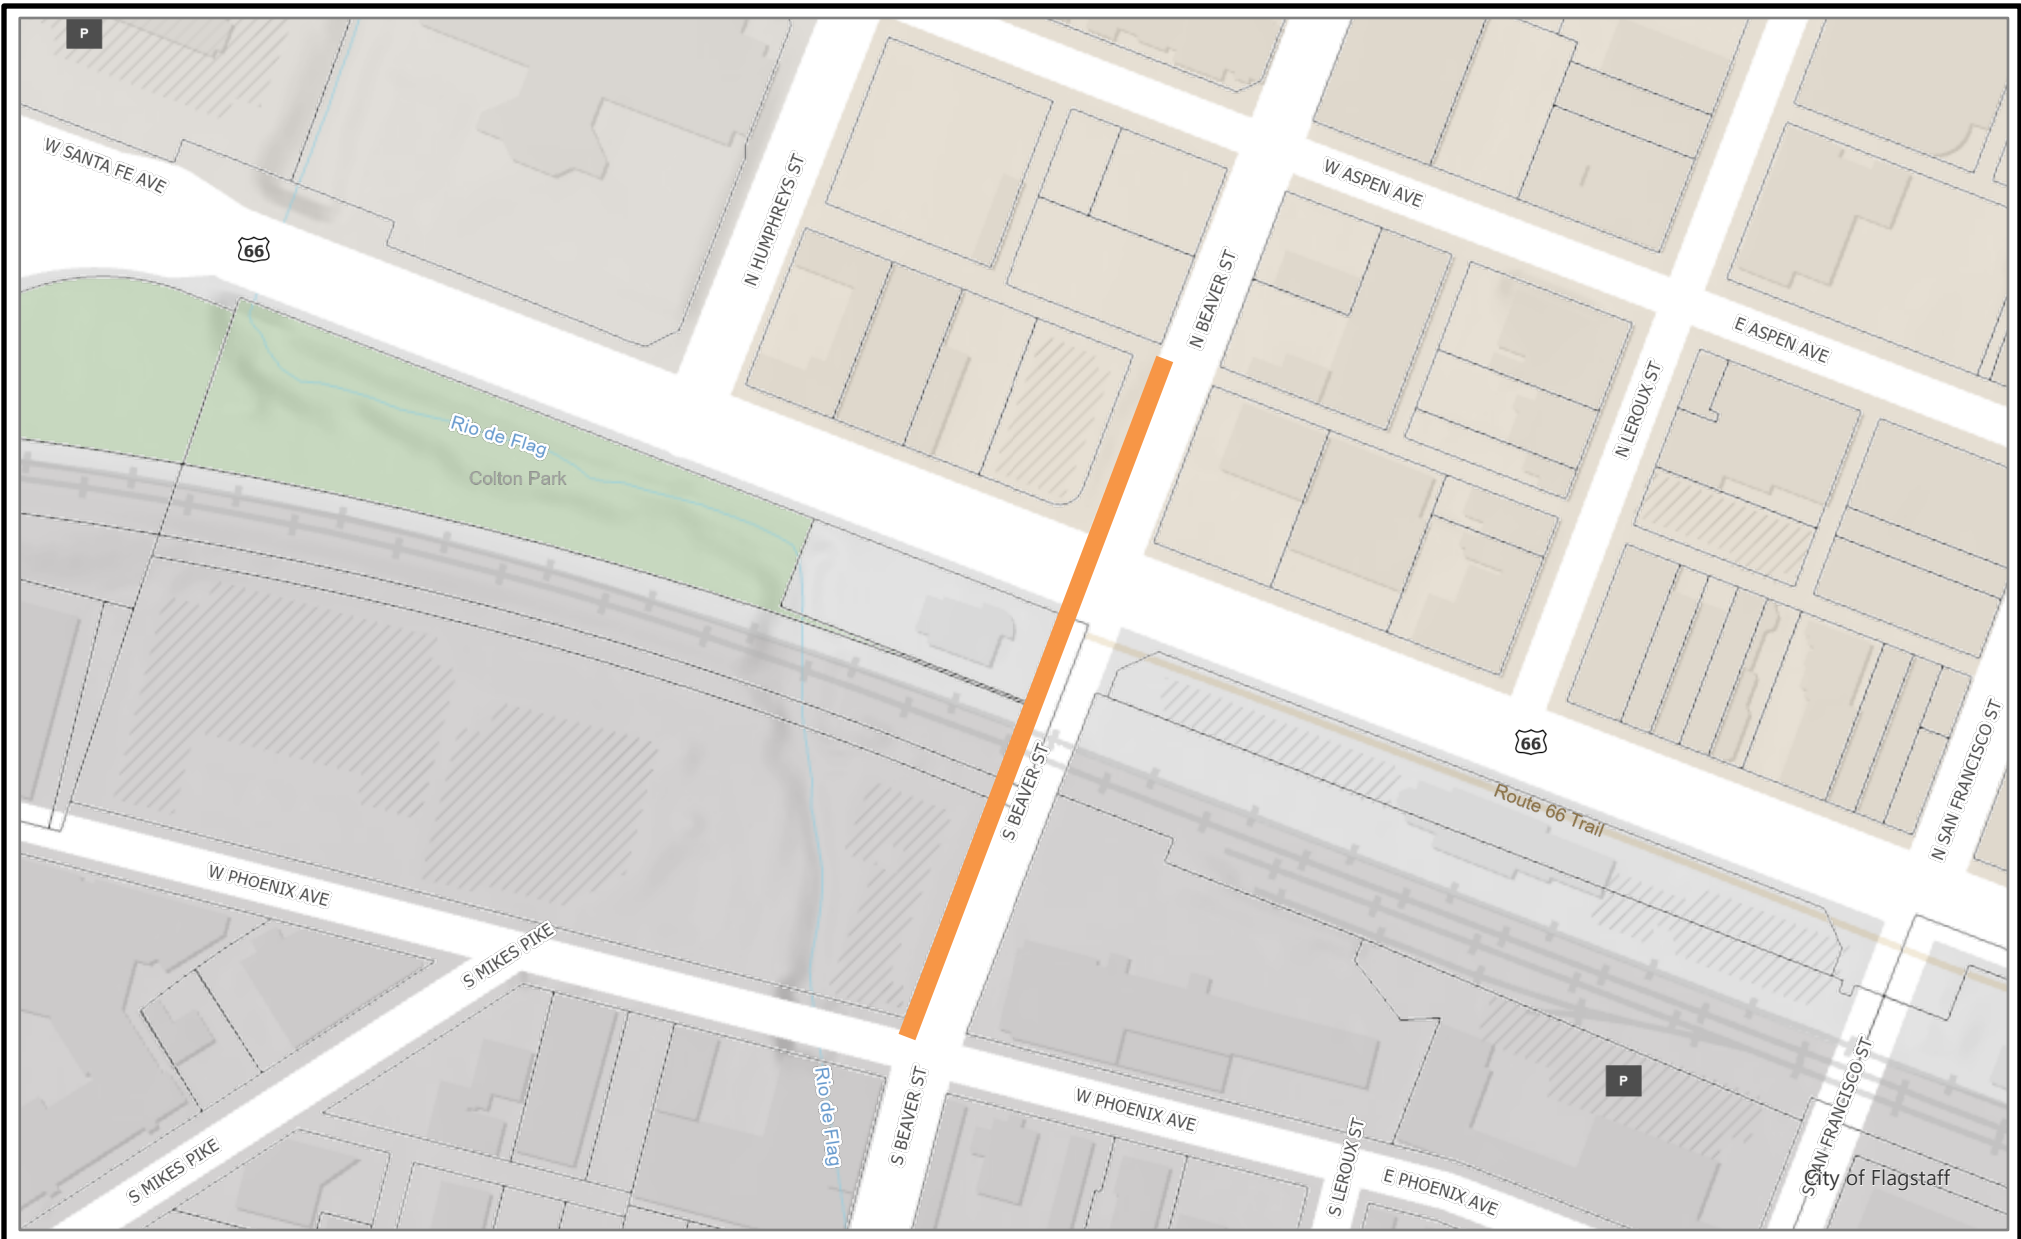 P
W SANTA FE AVE
66
N HUMPHREYS ST
W ASPEN AVE
N BEAVER ST
E ASPEN AVE
N LEROUX ST
Rio de Flag
Colton Park
66
Route 66 Trail
N SAN FRANCISCO ST
S BEAVER ST
W PHOENIX AVE
S MIKES PIKE
S MIKES PIKE
Rio de Flag
S BEAVER ST
W PHOENIX AVE
S LEROUX ST
E PHOENIX AVE
P
S SAN FRANCISCO ST
City of Flagstaff